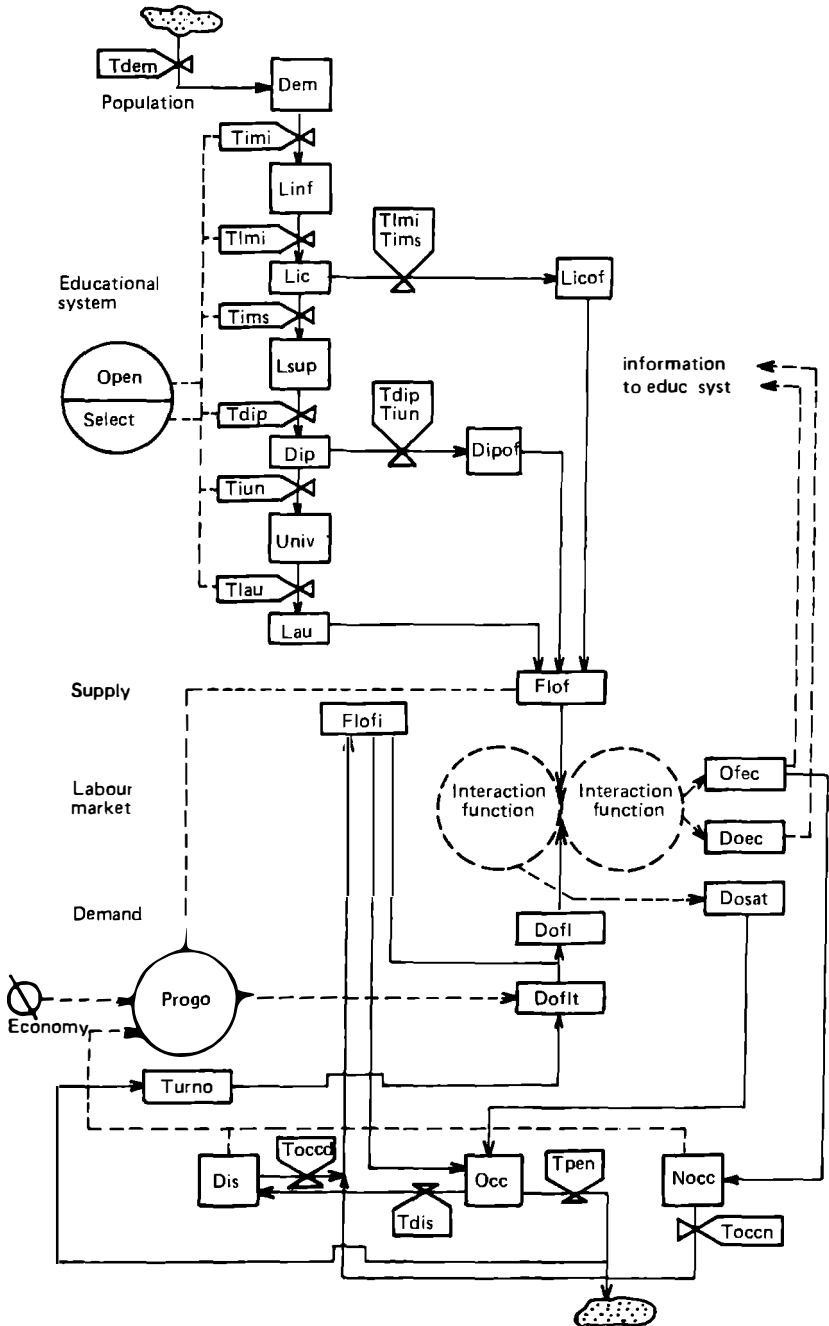 Tdem
Population
Dem
Timi
Linf
Tlmi
Tlmi
Tims
Lic
Licof
Educational
system
Tims
Lsup
Open
Select
information
to educ syst
Tdip
Tdip
Tiun
Dip
Dipof
Tiun
Univ
Tlau
Lau
Supply
Flof
Flofi
Labour
market
Interaction
function
Interaction
function
Ofec
Doec
Demand
Dosat
Dofl
Progo
Doflt
Economy
Turno
Toccd
Tpen
Dis
Occ
Nocc
Tdis
Toccn